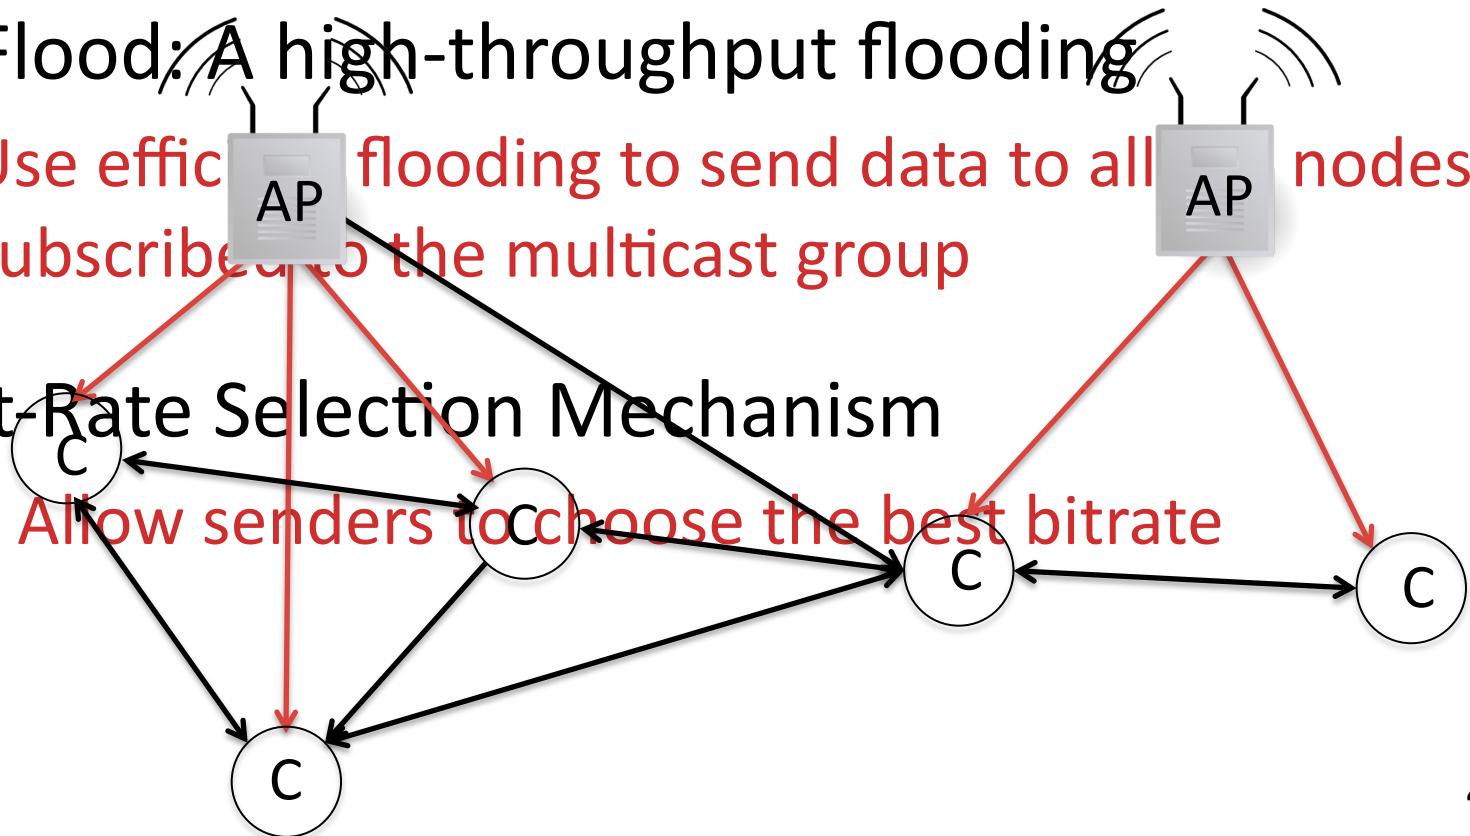 Flood: A high-throughput flooding
Use effic flooding to send data to all nodes
AP
AP
ubscribed to the multicast group
t-Rate Selection Mechanism
C
Allow senders to choose the best bitrate
C
C
C
C